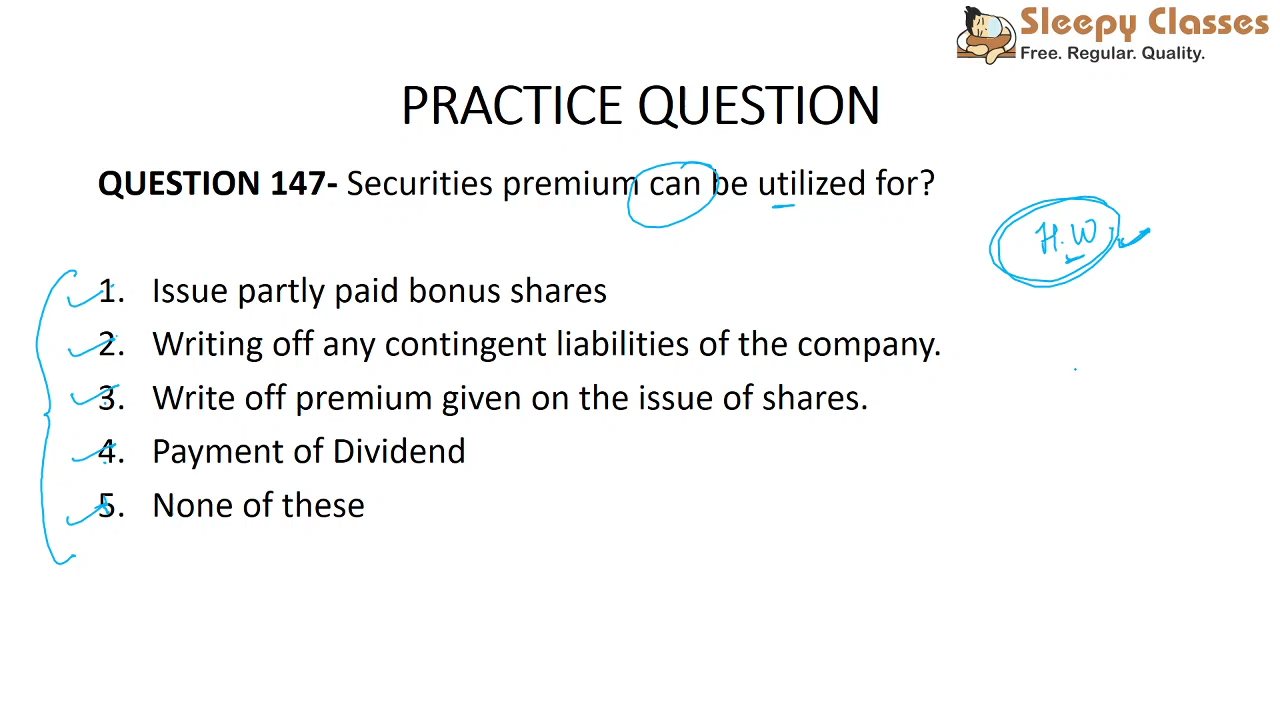 Sleepy Classes
Free. Regular. Quality.
PRACTICE QUESTION
QUESTION 147- Securities premium can be utilized for?
H.W
1. Issue partly paid bonus shares
2. Writing off any contingent liabilities of the company.
3. Write off premium given on the issue of shares.
4. Payment of Dividend
5. None of these